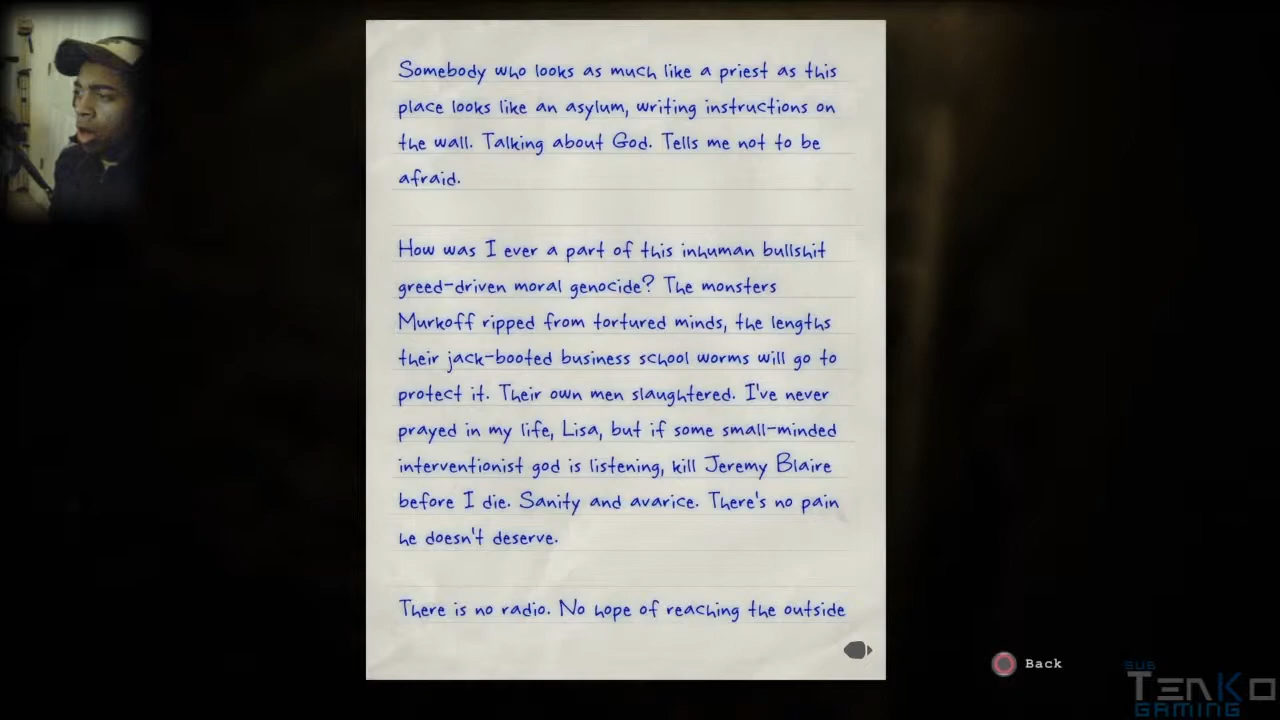 Somebody who looks as much like a priest as this
place looks like an asylum, writing instructions on
the wall. Talking about God. Tells me not to be
afraid.
How was I ever a part of this inhuman bullshit
greed-driven moral genocide? The monsters
Murkoff ripped from tortured minds, the lengths
their jack-booted business school worms will go to
protect it. Their own men slaughtered. I've never
prayed in my life, Lisa, but if some small-minded
interventionist god is listening, kill Jeremy Blaire
before I die. Sanity and avarice. There's no pain
he doesn't deserve.
There is no radio. No hope of reaching the outside
Back
SUB
TENKO
GAMING